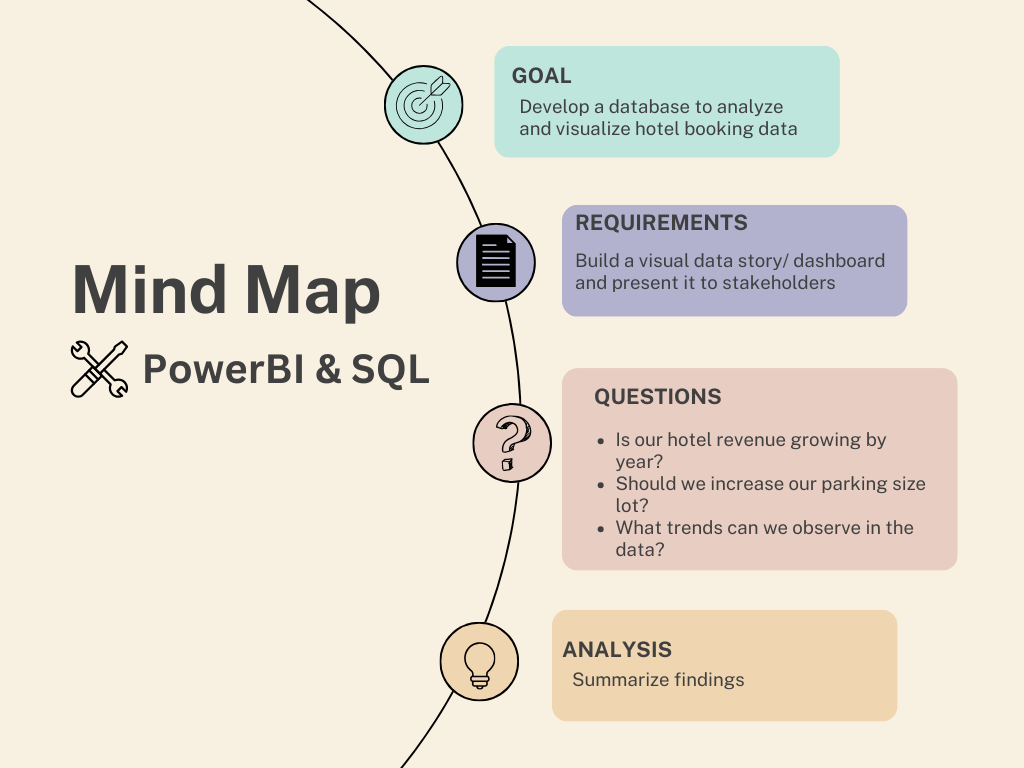 Mind Map
PowerBI & SQL
GOAL
Develop a database to analyze
and visualize hotel booking data
REQUIREMENTS
Build a visual data story/ dashboard
and present it to stakeholders
QUESTIONS
• Is our hotel revenue growing by
year?
• Should we increase our parking size
lot?
• What trends can we observe in the
data?
ANALYSIS
Summarize findings